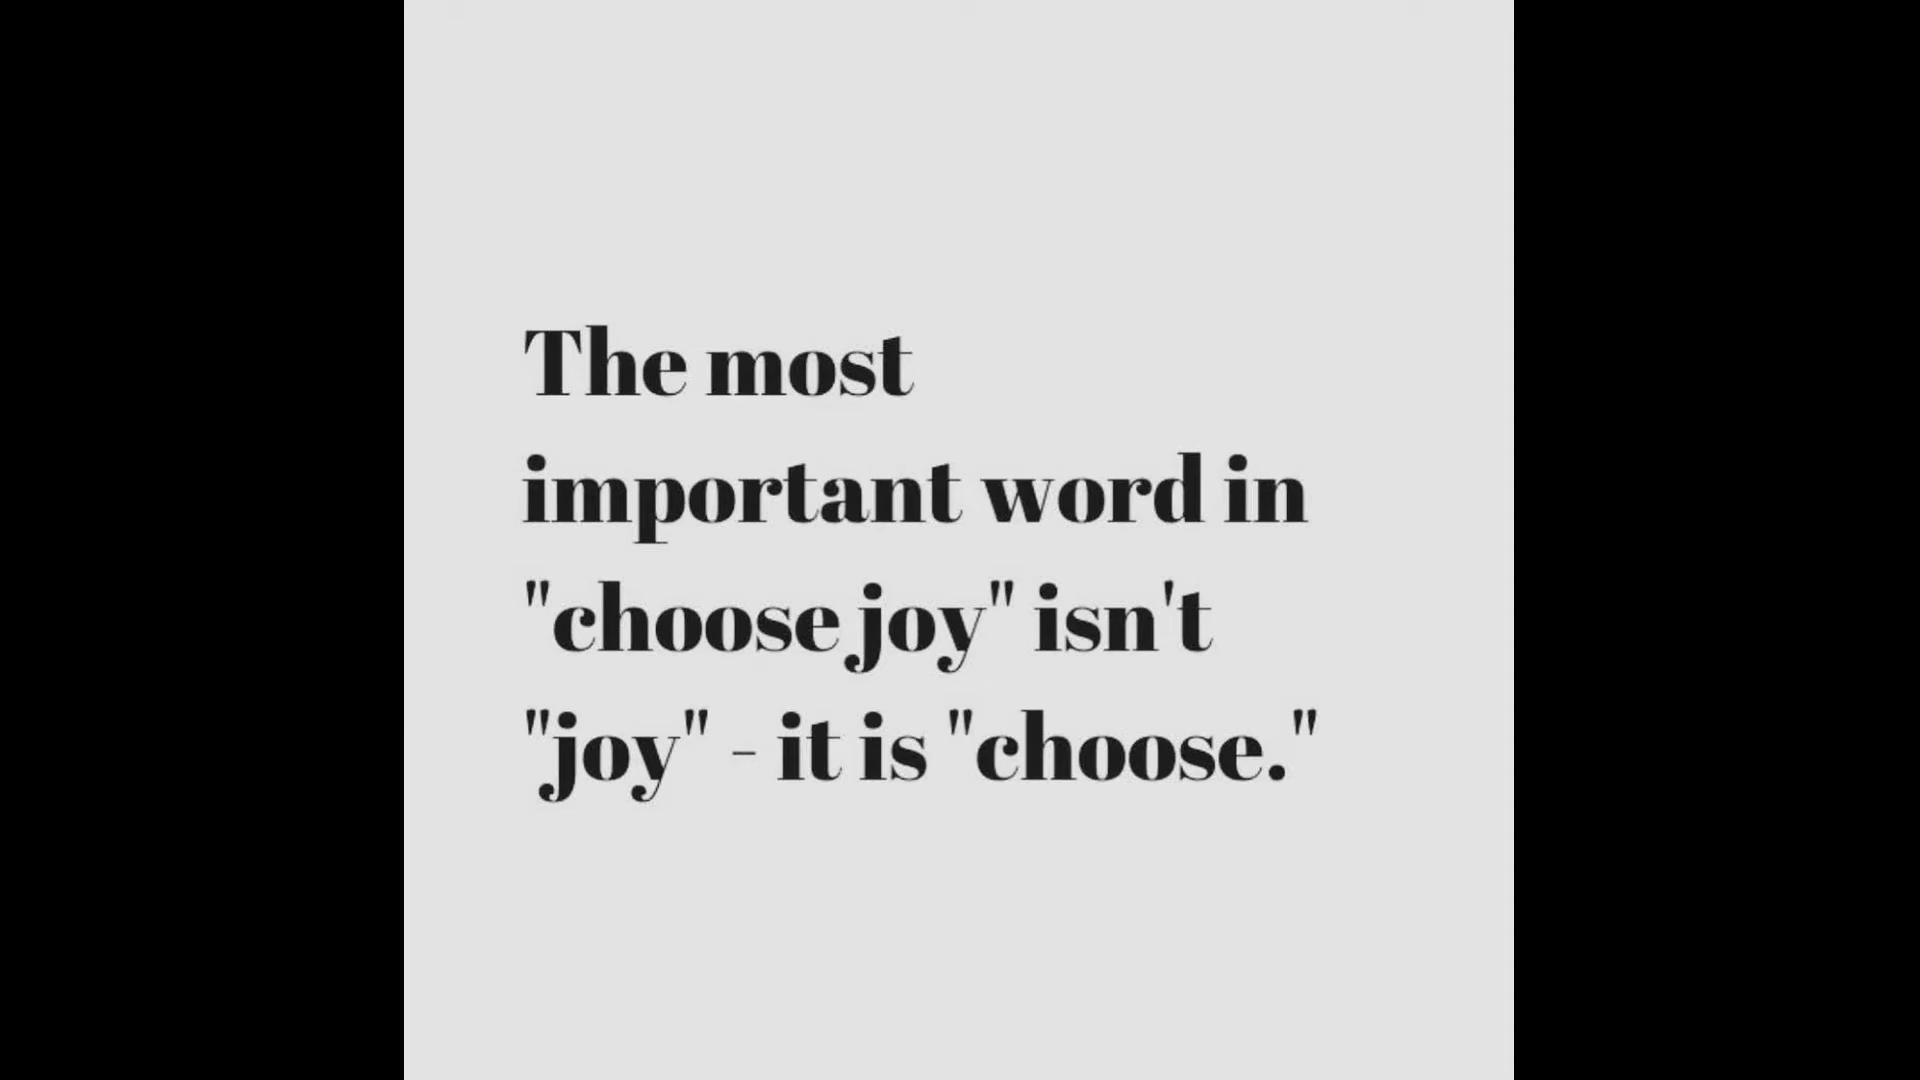 The most
important word in
"choose joy" isn't
"joy" - it is "choose."